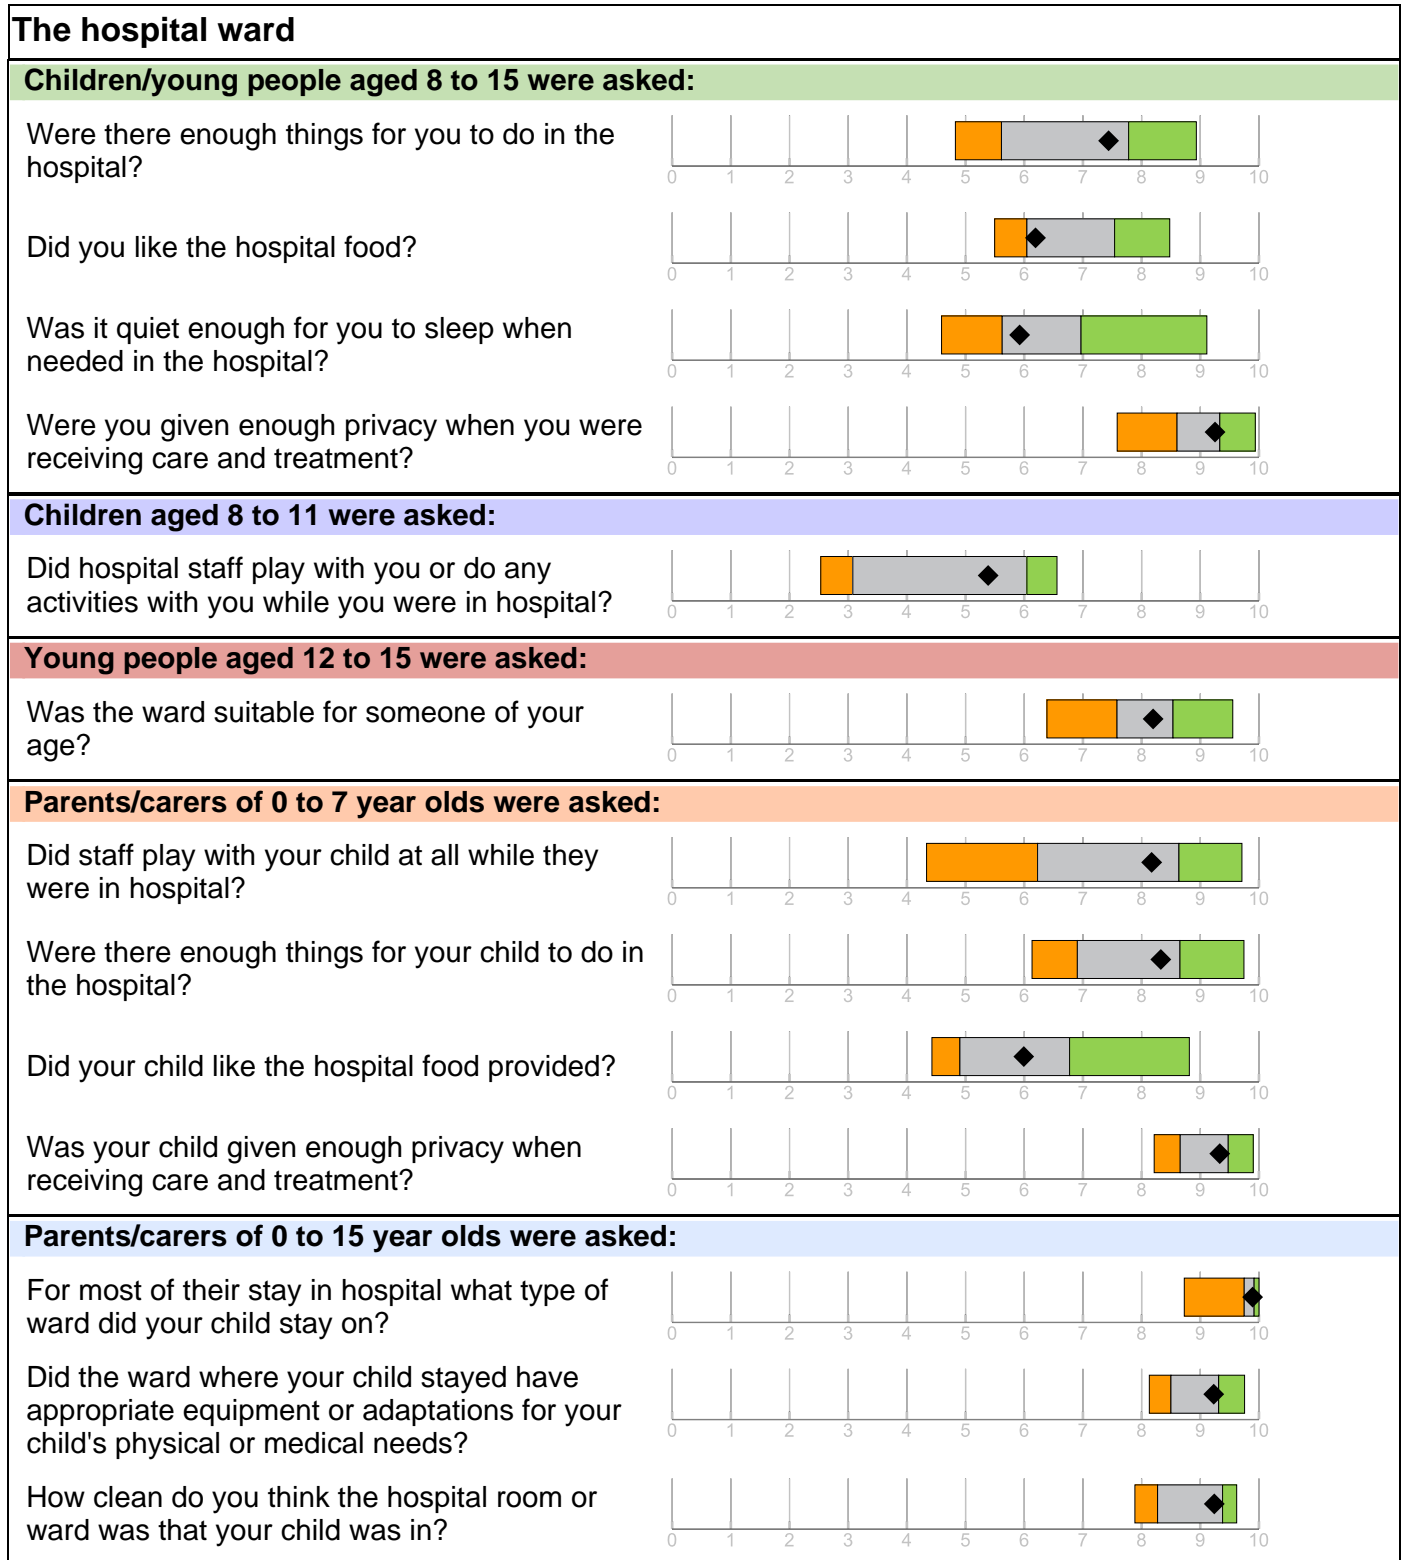 The hospital ward
Children/young people aged 8 to 15 were asked:
Were there enough things for you to do in the
hospital?
0 1 2 3 4 5 6 7 8 9 10
Did you like the hospital food?
0 1 2 3 4 5 6 7 8 9 10
Was it quiet enough for you to sleep when
needed in the hospital?
0 1 2 3 4 5 6 7 8 9 10
Were you given enough privacy when you were
receiving care and treatment?
0 1 2 3 4 5 6 7 8 9 10
Children aged 8 to 11 were asked:
Did hospital staff play with you or do any
activities with you while you were in hospital?
0 1 2 3 4 5 6 7 8 9 10
Young people aged 12 to 15 were asked:
Was the ward suitable for someone of your
age?
0 1 2 3 4 5 6 7 8 9 10
Parents/carers of 0 to 7 year olds were asked:
Did staff play with your child at all while they
were in hospital?
0 1 2 3 4 5 6 7 8 9 10
Were there enough things for your child to do in
the hospital?
0 1 2 3 4 5 6 7 8 9 10
Did your child like the hospital food provided?
0 1 2 3 4 5 6 7 8 9 10
Was your child given enough privacy when
receiving care and treatment?
0 1 2 3 4 5 6 7 8 9 10
Parents/carers of 0 to 15 year olds were asked:
For most of their stay in hospital what type of
ward did your child stay on?
0 1 2 3 4 5 6 7 8 9 10
Did the ward where your child stayed have
appropriate equipment or adaptations for your
child's physical or medical needs?
0 1 2 3 4 5 6 7 8 9 10
How clean do you think the hospital room or
ward was that your child was in?
0 1 2 3 4 5 6 7 8 9 10